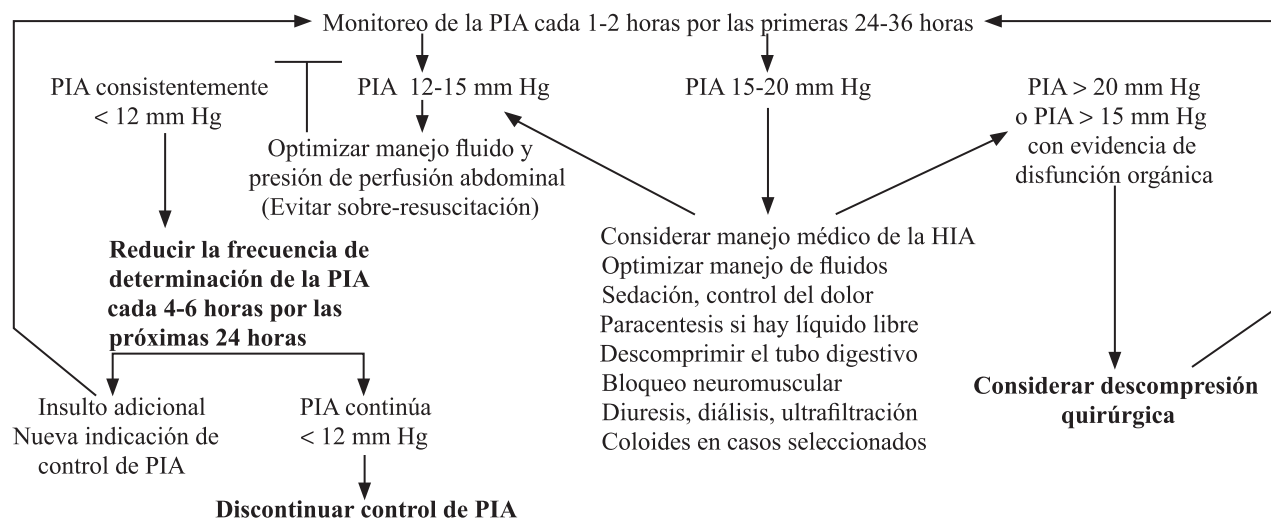 Monitoreo de la PIA cada 1-2 horas por las primeras 24-36 horas
PIA consistentemente
< 12 mm Hg
PIA 12-15 mm Hg
PIA 15-20 mm Hg
PIA > 20 mm Hg
o PIA > 15 mm Hg
con evidencia de
disfunción orgánica
Optimizar manejo fluido y
presión de perfusión abdominal
(Evitar sobre-resuscitación)
Reducir la frecuencia de
determinación de la PIA
cada 4-6 horas por las
próximas 24 horas
Considerar manejo médico de la HIA
Optimizar manejo de fluidos
Sedación, control del dolor
Paracentesis si hay líquido libre
Descomprimir el tubo digestivo
Bloqueo neuromuscular
Diuresis, diálisis, ultrafiltración
Coloides en casos seleccionados
Considerar descompresión
quirúrgica
Insulto adicional
Nueva indicación de
control de PIA
PIA continúa
< 12 mm Hg
Discontinuar control de PIA